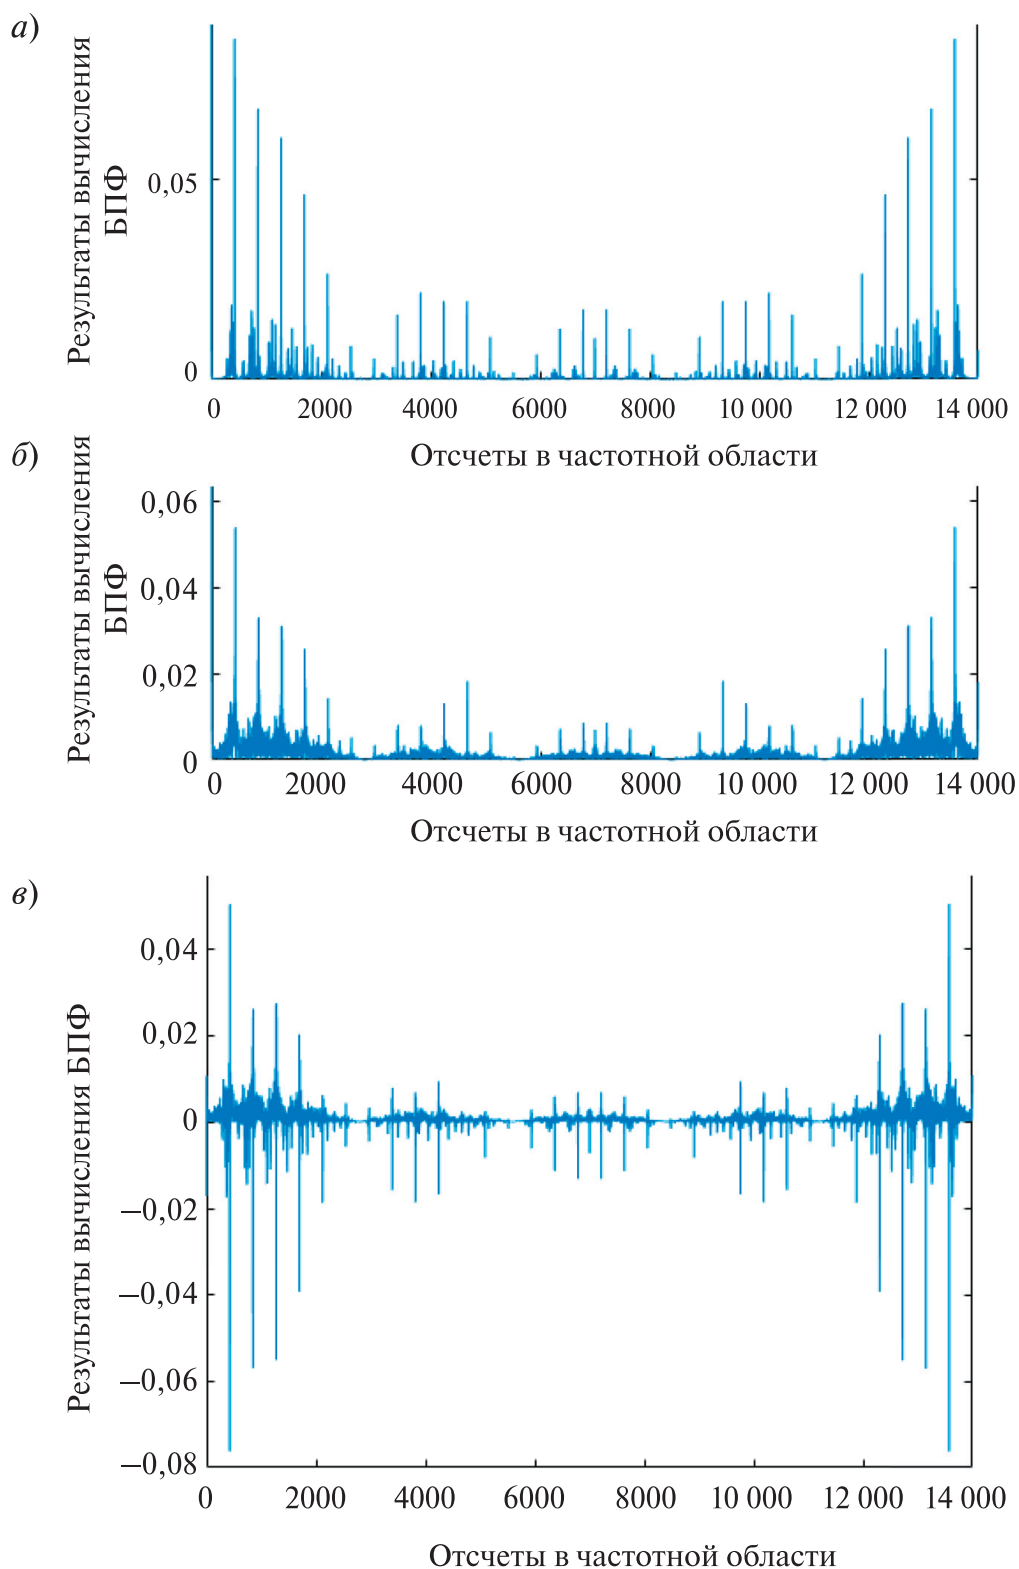 а)
Результаты вычисления
БПФ
0,05
0
0 2000 4000 6000 8000 10 000 12 000 14 000
Отсчеты в частотной области
б)
Результаты вычисления
БПФ
0,06
0,04
0,02
0
0 2000 4000 6000 8000 10 000 12 000 14 000
Отсчеты в частотной области
в)
Результаты вычисления БПФ
0,04
0,02
0
–0,02
–0,04
–0,06
–0,08
0 2000 4000 6000 8000 10 000 12 000 14 000
Отсчеты в частотной области